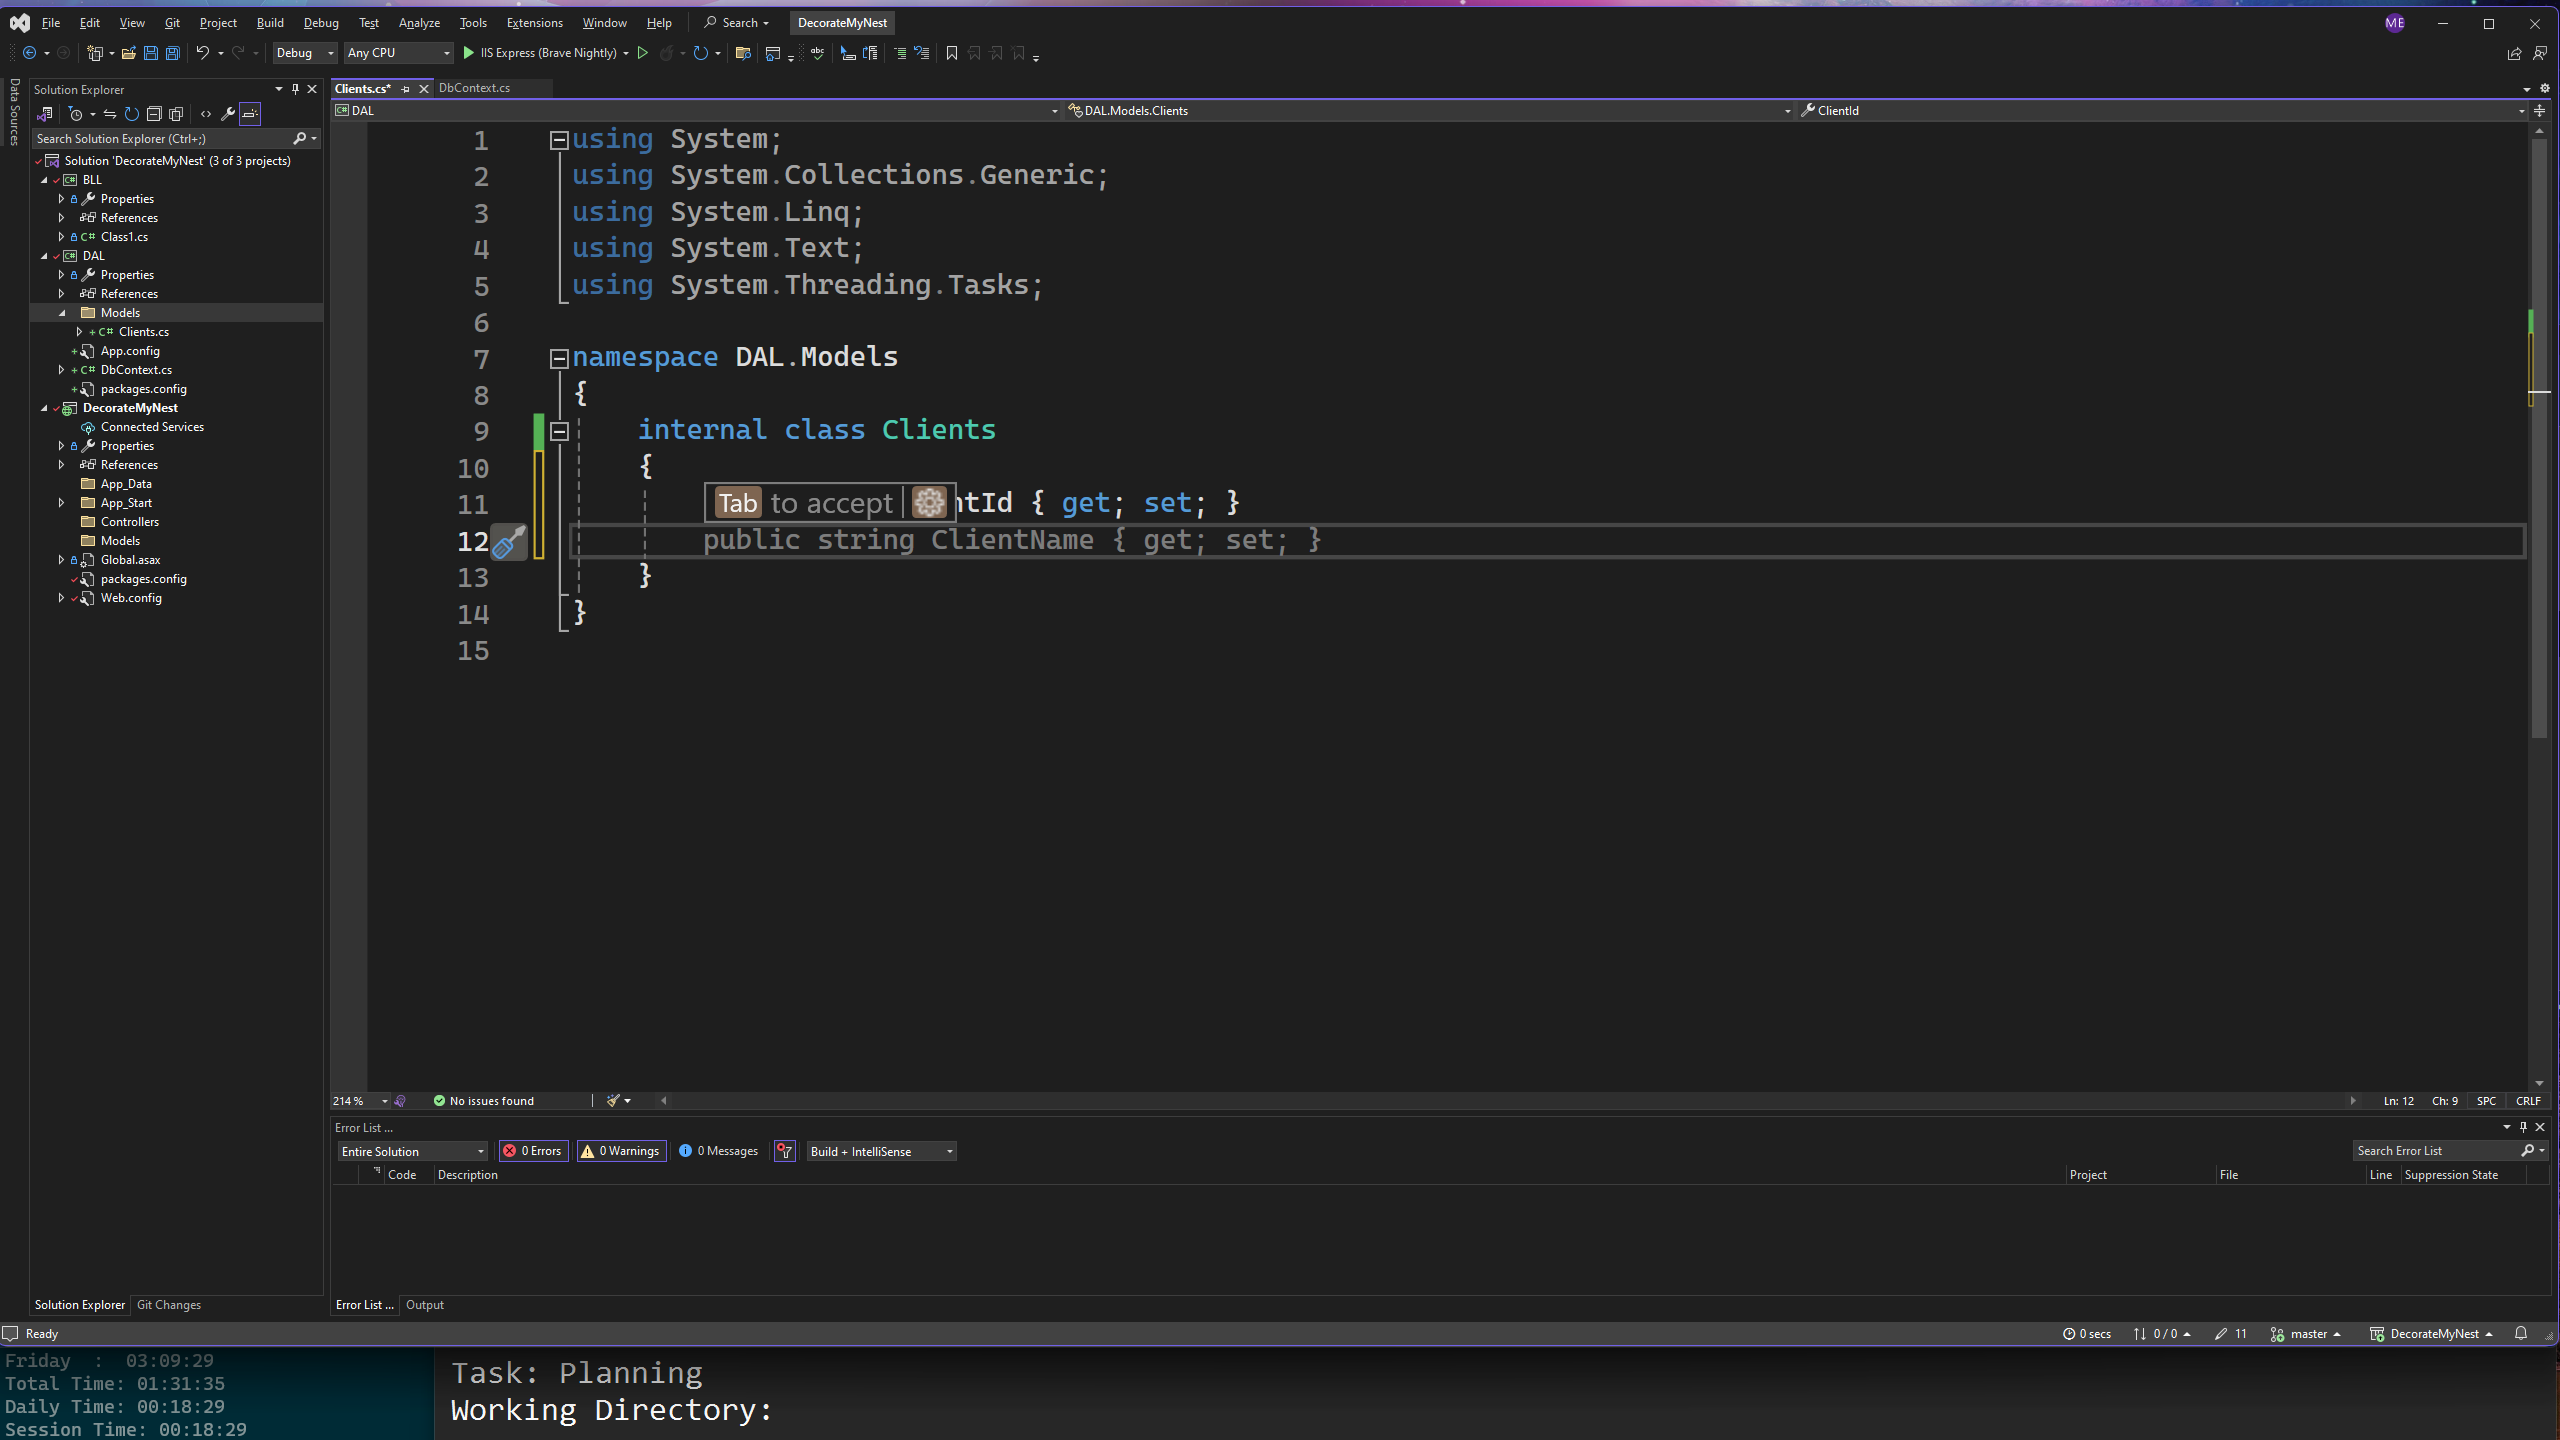 File Edit View Git Project Build Debug Test Analyze Tools Extensions Window Help Search DecorateMyNest ME
Debug Any CPU IIS Express (Brave Nightly)
Data Sources
Solution Explorer
Search Solution Explorer (Ctrl+;)
Solution 'DecorateMyNest' (3 of 3 projects)
BLL
Properties
References
C# Class1.cs
DAL
Properties
References
Models
C# Clients.cs
App.config
C# DbContext.cs
packages.config
DecorateMyNest
Connected Services
Properties
References
App_Data
App_Start
Controllers
Models
Global.asax
packages.config
Web.config
Solution Explorer Git Changes
Clients.cs* DbContext.cs
DAL DAL.Models.Clients ClientId
1 using System;
2 using System.Collections.Generic;
3 using System.Linq;
4 using System.Text;
5 using System.Threading.Tasks;
6
7 namespace DAL.Models
8 {
9 internal class Clients
10 {
11 Tab to accept ntId { get; set; }
12 public string ClientName { get; set; }
13 }
14 }
15
214 % No issues found Ln: 12 Ch: 9 SPC CRLF
Error List ...
Entire Solution 0 Errors 0 Warnings 0 Messages Build + IntelliSense Search Error List
Code Description Project File Line Suppression State
Error List ... Output
Ready 0 secs 0 / 0 11 master DecorateMyNest
Friday : 03:09:29
Total Time: 01:31:35
Daily Time: 00:18:29
Session Time: 00:18:29
Task: Planning
Working Directory: